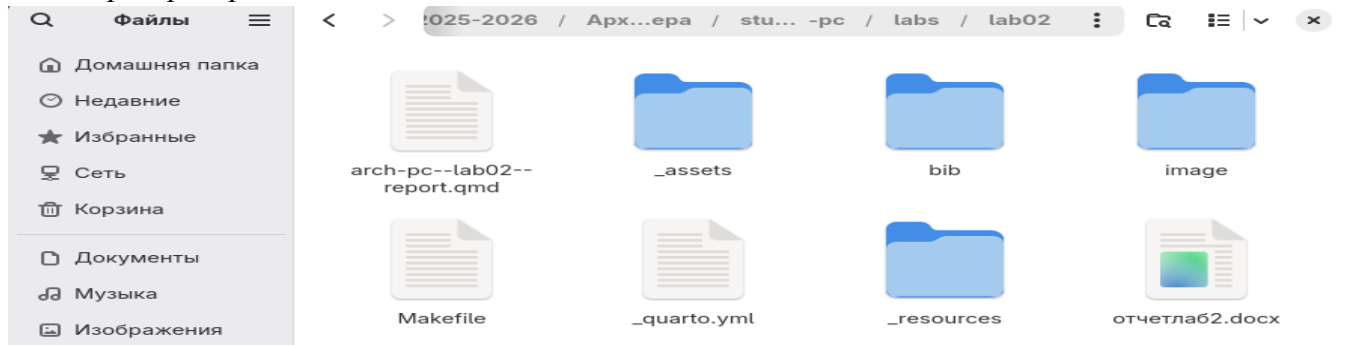 Файлы
2025-2026 / Арх...ера / stu... -pc / labs / lab02
Домашняя папка
Недавние
Избранные
Сеть
Корзина
Документы
Музыка
Изображения
arch-pc--lab02--
report.qmd
_assets
bib
image
Makefile
_quarto.yml
_resources
отчетлаб2.docx